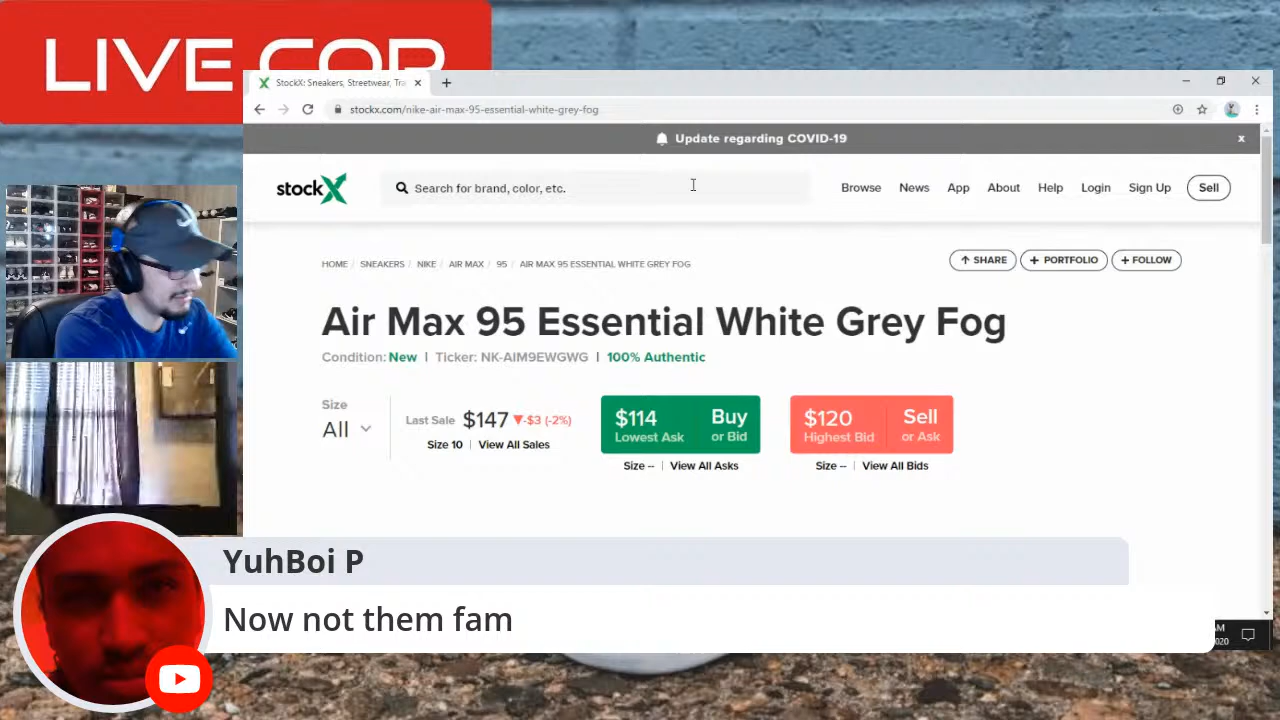 LIVE COP
StockX: Sneakers, Streetwear, Tra
stockx.com/nike-air-max-95-essential-white-grey-fog
Update regarding COVID-19 x
stockX Search for brand, color, etc. Browse News App About Help Login Sign Up Sell
HOME / SNEAKERS / NIKE / AIR MAX / 95 / AIR MAX 95 ESSENTIAL WHITE GREY FOG
SHARE + PORTFOLIO + FOLLOW
Air Max 95 Essential White Grey Fog
Condition: New | Ticker: NK-AIM9EWGWG | 100% Authentic
Size
All
Last Sale $147 ▼-$3 (-2%)
Size 10 | View All Sales
$114 Buy
Lowest Ask or Bid
Size -- | View All Asks
$120 Sell
Highest Bid or Ask
Size -- | View All Bids
YuhBoi P
Now not them fam
AM
020